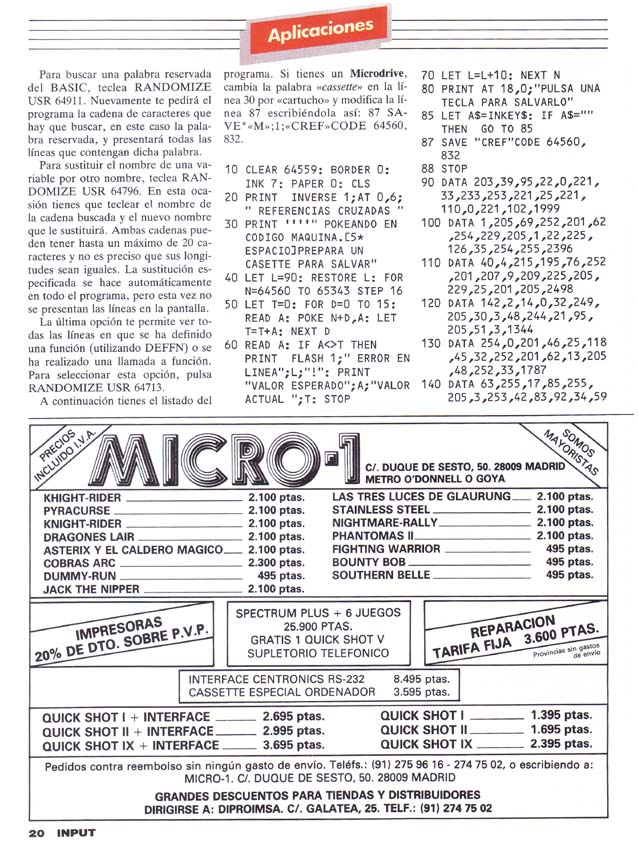 Aplicaciones
Para buscar una palabra reservada
del BASIC, teclea RANDOMIZE
USR 64911. Nuevamente te pedirá el
programa la cadena de caracteres que
hay que buscar, en este caso la pala-
bra reservada, y presentará todas las
líneas que contengan dicha palabra.
Para sustituir el nombre de una va-
riable por otro nombre, teclea RAN-
DOMIZE USR 64796. En esta oca-
sión tienes que teclear el nombre de
la cadena buscada y el nuevo nombre
que le sustituirá. Ambas cadenas pue-
den tener hasta un máximo de 20 ca-
racteres y no es preciso que sus longi-
tudes sean iguales. La sustitución es-
pecificada se hace automáticamente
en todo el programa, pero esta vez no
se presentan las líneas en la pantalla.
La última opción te permite ver to-
das las líneas en que se ha definido
una función (utilizando DEFFN) o se
ha realizado una llamada a función.
Para seleccionar esta opción, pulsa
RANDOMIZE USR 64713.
A continuación tienes el listado del
programa. Si tienes un Microdrive,
cambia la palabra «cassette» en la lí-
nea 30 por «cartucho» y modifica la lí-
nea 87 escribiéndola así: 87 SA-
VE*«M»;1;«CREF»CODE 64560,
832.
10 CLEAR 64559: BORDER 0:
INK 7: PAPER 0: CLS
20 PRINT INVERSE 1;AT 0,6;
" REFERENCIAS CRUZADAS "
30 PRINT ''''" POKEANDO EN
CODIGO MAQUINA.[5*
ESPACIO]PREPARA UN
CASETTE PARA SALVAR"
40 LET L=90: RESTORE L: FOR
N=64560 TO 65343 STEP 16
50 LET T=0: FOR D=0 TO 15:
READ A: POKE N+D,A: LET
T=T+A: NEXT D
60 READ A: IF A<>T THEN
PRINT FLASH 1;" ERROR EN
LINEA";L;"!": PRINT
"VALOR ESPERADO";A;"VALOR
ACTUAL ";T: STOP
70 LET L=L+10: NEXT N
80 PRINT AT 18,0;"PULSA UNA
TECLA PARA SALVARLO"
85 LET A$=INKEY$: IF A$=""
THEN GO TO 85
87 SAVE "CREF"CODE 64560,
832
88 STOP
90 DATA 203,39,95,22,0,221,
33,233,253,221,25,221,
110,0,221,102,1999
100 DATA 1,205,69,252,201,62
,254,229,205,1,22,225,
126,35,254,255,2396
110 DATA 40,4,215,195,76,252
,201,207,9,209,225,205,
229,25,201,205,2498
120 DATA 142,2,14,0,32,249,
205,30,3,48,244,21,95,
205,51,3,1344
130 DATA 254,0,201,46,25,118
,45,32,252,201,62,13,205
,48,252,33,1787
140 DATA 63,255,17,85,255,
205,3,253,42,83,92,34,59
PRECIOS
INCLUIDO I.V.A.
MICRO-1
C/. DUQUE DE SESTO, 50. 28009 MADRID
METRO O'DONNELL O GOYA
SOMOS
MAYORISTAS
KHIGHT-RIDER 2.100 ptas.
PYRACURSE 2.100 ptas.
KNIGHT-RIDER 2.100 ptas.
DRAGONES LAIR 2.100 ptas.
ASTERIX Y EL CALDERO MAGICO 2.100 ptas.
COBRAS ARC 2.300 ptas.
DUMMY-RUN 495 ptas.
JACK THE NIPPER 2.100 ptas.
LAS TRES LUCES DE GLAURUNG 2.100 ptas.
STAINLESS STEEL 2.100 ptas.
NIGHTMARE-RALLY 2.100 ptas.
PHANTOMAS II 2.100 ptas.
FIGHTING WARRIOR 495 ptas.
BOUNTY BOB 495 ptas.
SOUTHERN BELLE 495 ptas.
IMPRESORAS
20% DE DTO. SOBRE P.V.P.
SPECTRUM PLUS + 6 JUEGOS
25.900 PTAS.
GRATIS 1 QUICK SHOT V
SUPLETORIO TELEFONICO
REPARACION
TARIFA FIJA 3.600 PTAS.
Provincias sin gastos
de envío
INTERFACE CENTRONICS RS-232 8.495 ptas.
CASSETTE ESPECIAL ORDENADOR 3.595 ptas.
QUICK SHOT I + INTERFACE 2.695 ptas.
QUICK SHOT II + INTERFACE 2.995 ptas.
QUICK SHOT IX + INTERFACE 3.695 ptas.
QUICK SHOT I 1.395 ptas.
QUICK SHOT II 1.695 ptas.
QUICK SHOT IX 2.395 ptas.
Pedidos contra reembolso sin ningún gasto de envío. Teléfs.: (91) 275 96 16 - 274 75 02, o escribiendo a:
MICRO-1. C/. DUQUE DE SESTO, 50. 28009 MADRID
GRANDES DESCUENTOS PARA TIENDAS Y DISTRIBUIDORES
DIRIGIRSE A: DIPROIMSA. C/. GALATEA, 25. TELF.: (91) 274 75 02
20 INPUT